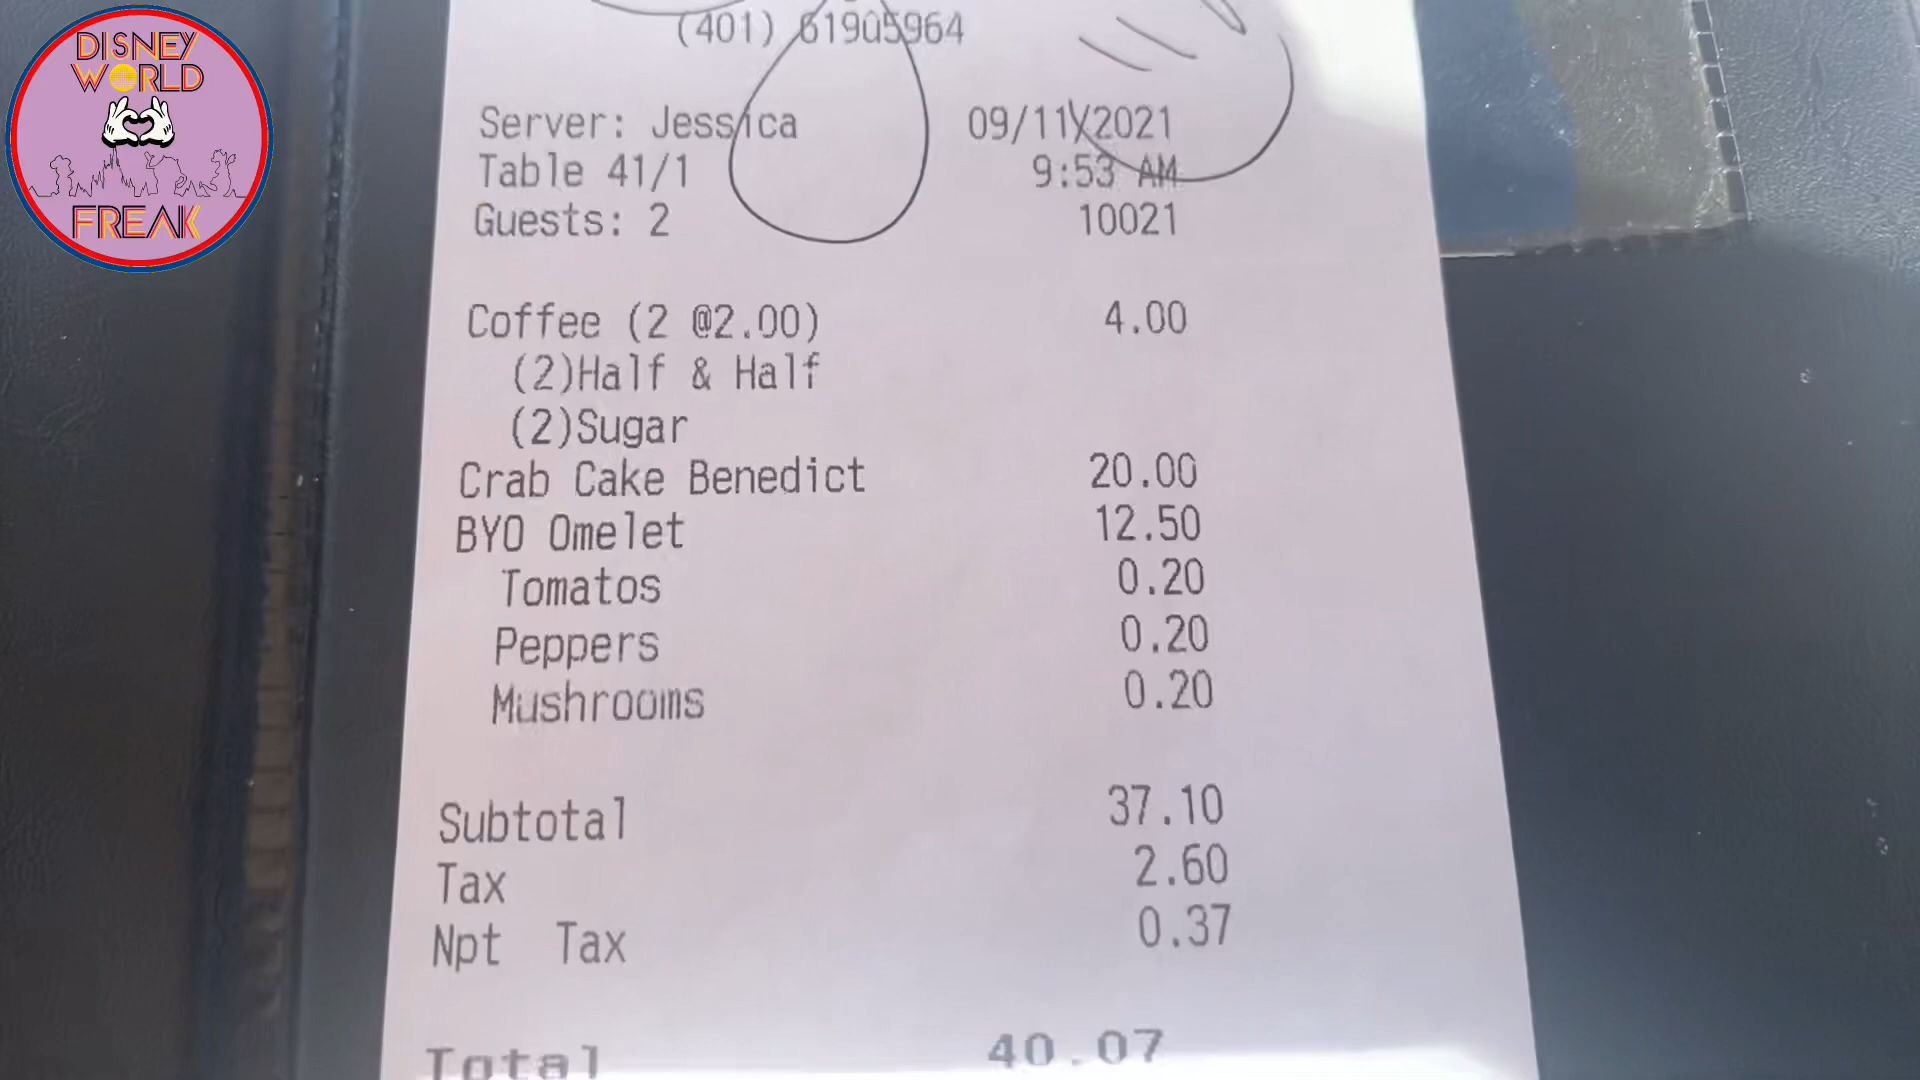 DISNEY
WORLD
FREAK
(401) 61905964
Server: Jessica 09/11/2021
Table 41/1 9:53 AM
Guests: 2 10021
Coffee (2 @2.00) 4.00
(2)Half & Half
(2)Sugar
Crab Cake Benedict 20.00
BYO Omelet 12.50
Tomatos 0.20
Peppers 0.20
Mushrooms 0.20
Subtotal 37.10
Tax 2.60
Npt Tax 0.37
Total 40.07